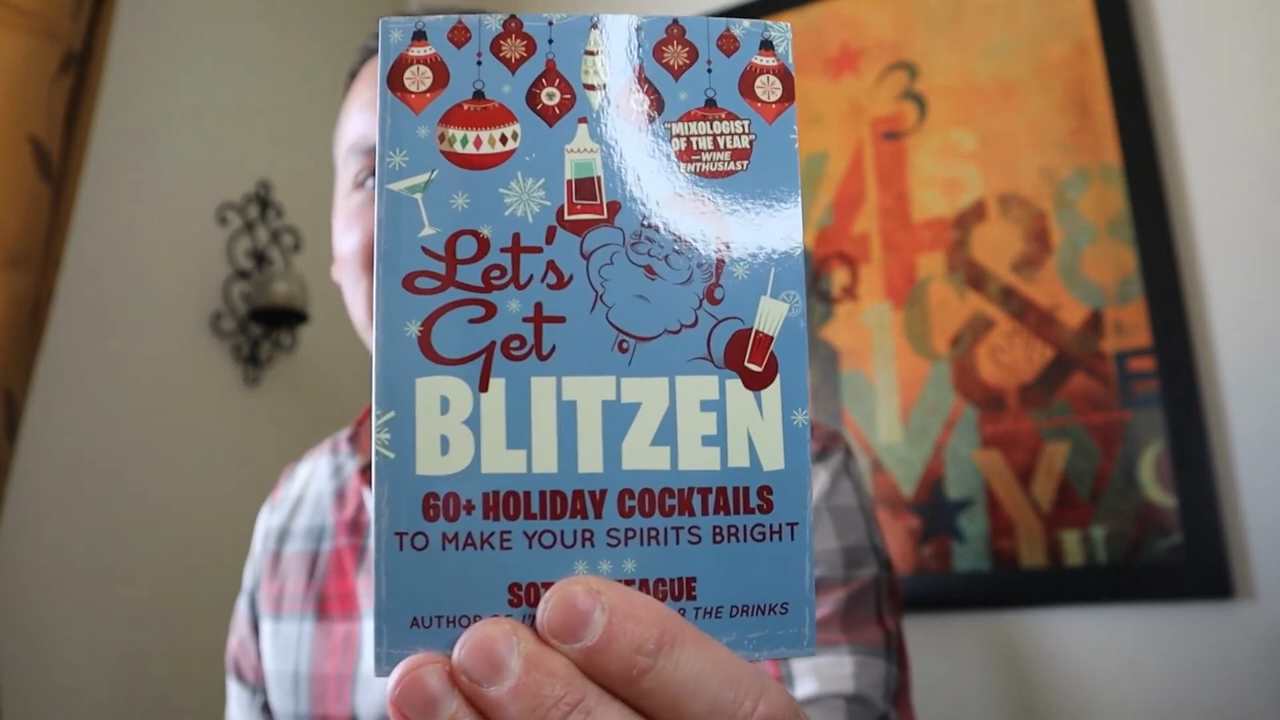 "MIXOLOGIST
OF THE YEAR"
—WINE
ENTHUSIAST
Let's
Get
BLITZEN
60+ HOLIDAY COCKTAILS
TO MAKE YOUR SPIRITS BRIGHT
THE DRINKS
3